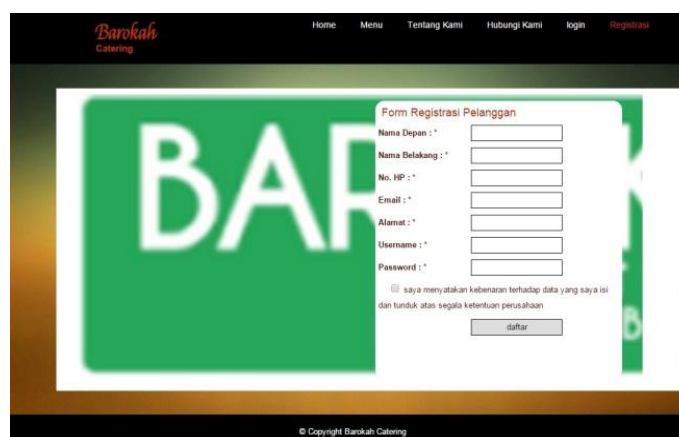 Barokah
Catering
Home Menu Tentang Kami Hubungi Kami login Registrasi
BAR
Form Registrasi Pelanggan
Nama Depan : *
Nama Belakang : *
No. HP : *
Email : *
Alamat : *
Username : *
Password : *
saya menyatakan kebenaran terhadap data yang saya isi
dan tunduk atas segala ketentuan perusahaan
daftar
B
© Copyright Barokah Catering